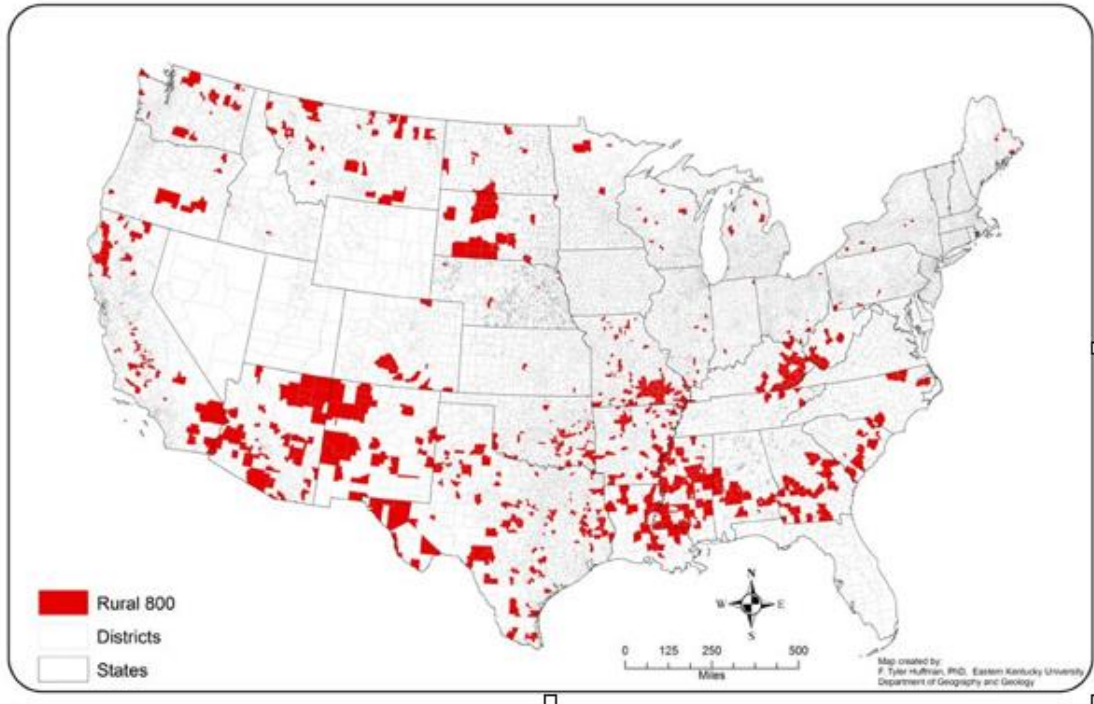 Rural 800
Districts
States
N
W E
S
0 125 250 500
Miles
Map created by:
F. Tyler Huffman, PhD, Eastern Kentucky University
Department of Geography and Geology